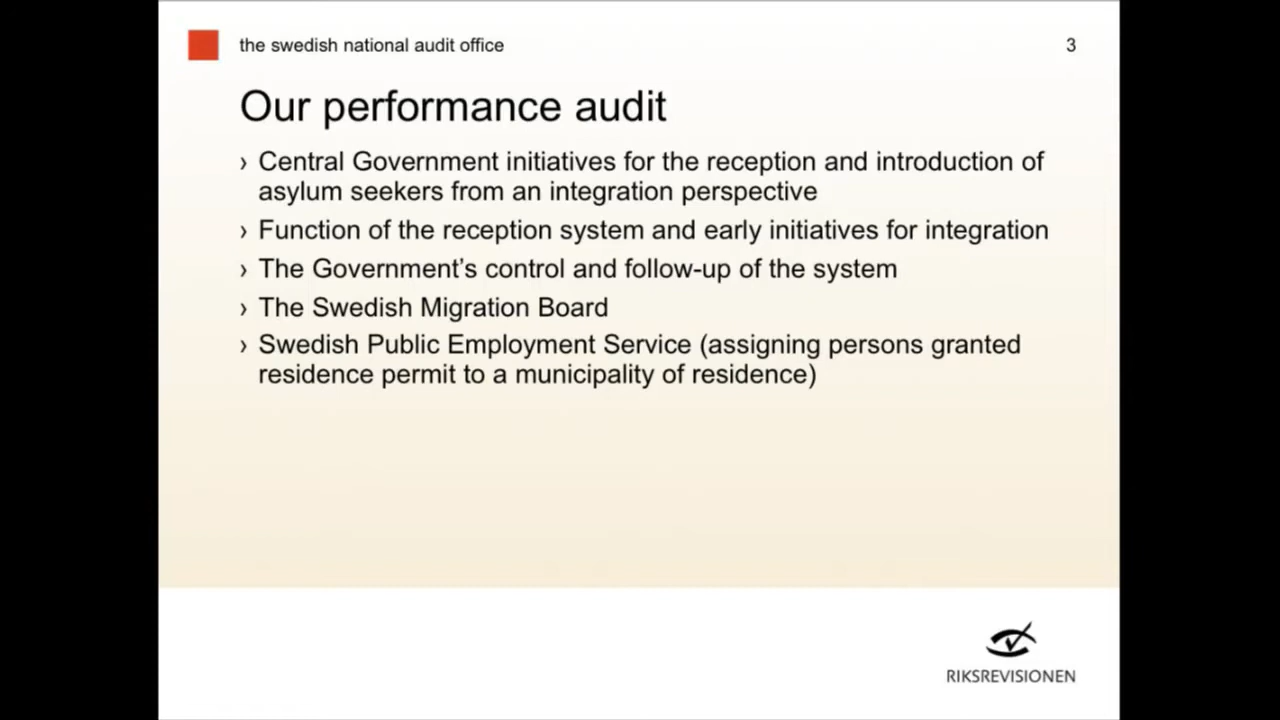 the swedish national audit office
3
Our performance audit
› Central Government initiatives for the reception and introduction of
asylum seekers from an integration perspective
› Function of the reception system and early initiatives for integration
› The Government’s control and follow-up of the system
› The Swedish Migration Board
› Swedish Public Employment Service (assigning persons granted
residence permit to a municipality of residence)
RIKSREVISIONEN